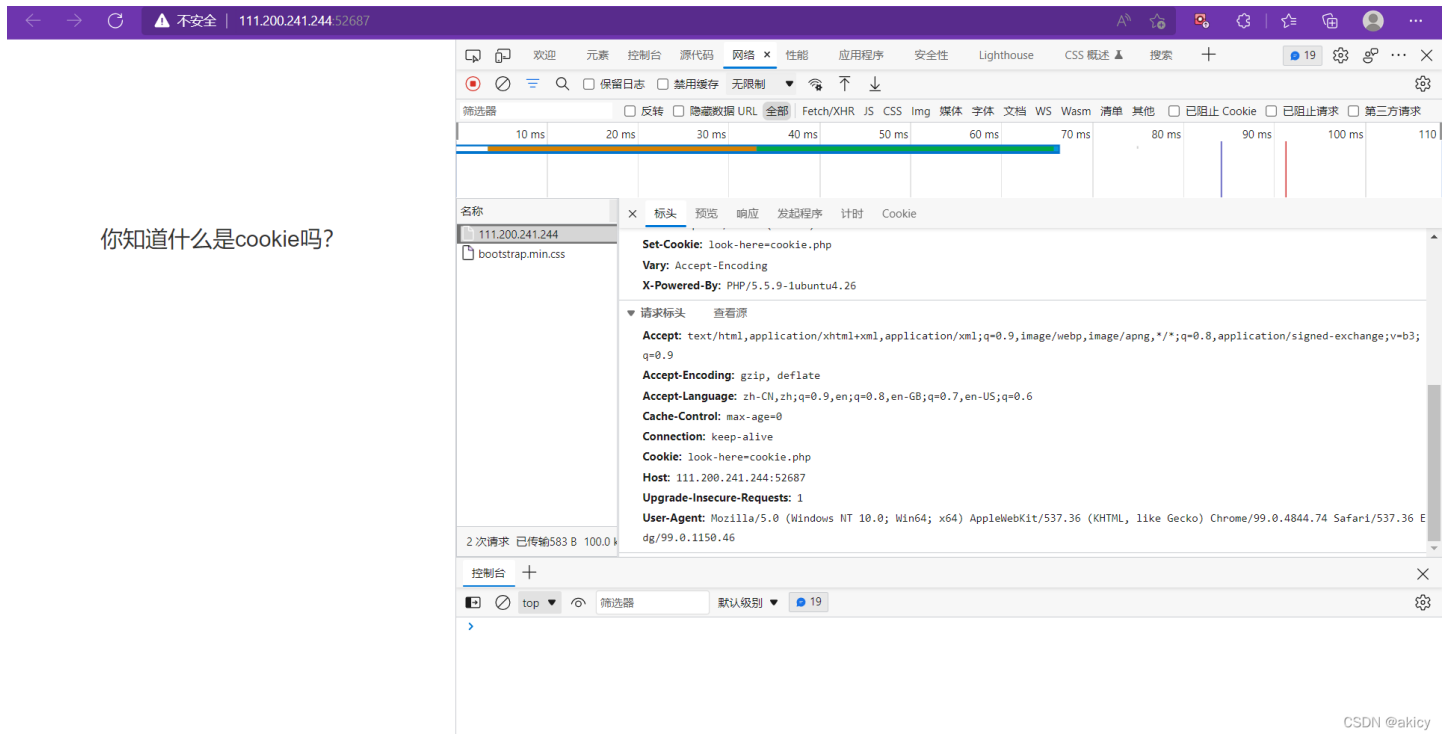 不安全 111.200.241.244:52687
欢迎 元素 控制台 源代码 网络 性能 应用程序 安全性 Lighthouse CSS 概述 搜索 19
保留日志 禁用缓存 无限制
筛选器 反转 隐藏数据 URL 全部 Fetch/XHR JS CSS Img 媒体 字体 文档 WS Wasm 清单 其他 已阻止 Cookie 已阻止请求 第三方请求
10 ms 20 ms 30 ms 40 ms 50 ms 60 ms 70 ms 80 ms 90 ms 100 ms 110
你知道什么是cookie吗?
名称
111.200.241.244
bootstrap.min.css
2 次请求 已传输583 B 100.0 k
标头 预览 响应 发起程序 计时 Cookie
Set-Cookie: look-here=cookie.php
Vary: Accept-Encoding
X-Powered-By: PHP/5.5.9-1ubuntu4.26
请求标头 查看源
Accept: text/html,application/xhtml+xml,application/xml;q=0.9,image/webp,image/apng,*/*;q=0.8,application/signed-exchange;v=b3;
q=0.9
Accept-Encoding: gzip, deflate
Accept-Language: zh-CN,zh;q=0.9,en;q=0.8,en-GB;q=0.7,en-US;q=0.6
Cache-Control: max-age=0
Connection: keep-alive
Cookie: look-here=cookie.php
Host: 111.200.241.244:52687
Upgrade-Insecure-Requests: 1
User-Agent: Mozilla/5.0 (Windows NT 10.0; Win64; x64) AppleWebKit/537.36 (KHTML, like Gecko) Chrome/99.0.4844.74 Safari/537.36 E
dg/99.0.1150.46
控制台
top 筛选器 默认级别 19
CSDN @akicy